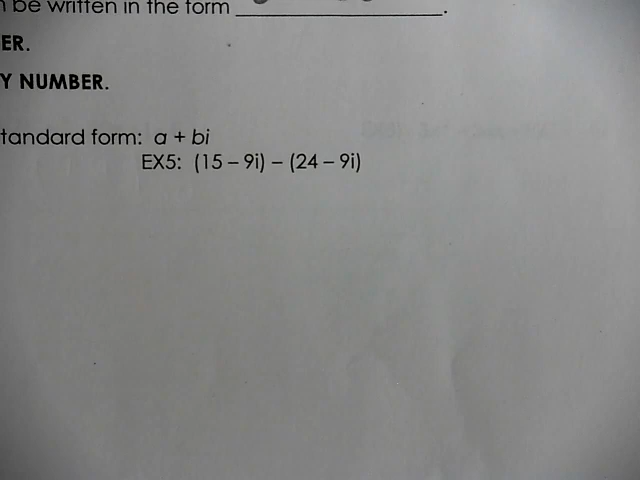 be written in the form ____________________.
ER.
Y NUMBER.
tandard form: a + bi
EX5: (15 – 9i) – (24 – 9i)